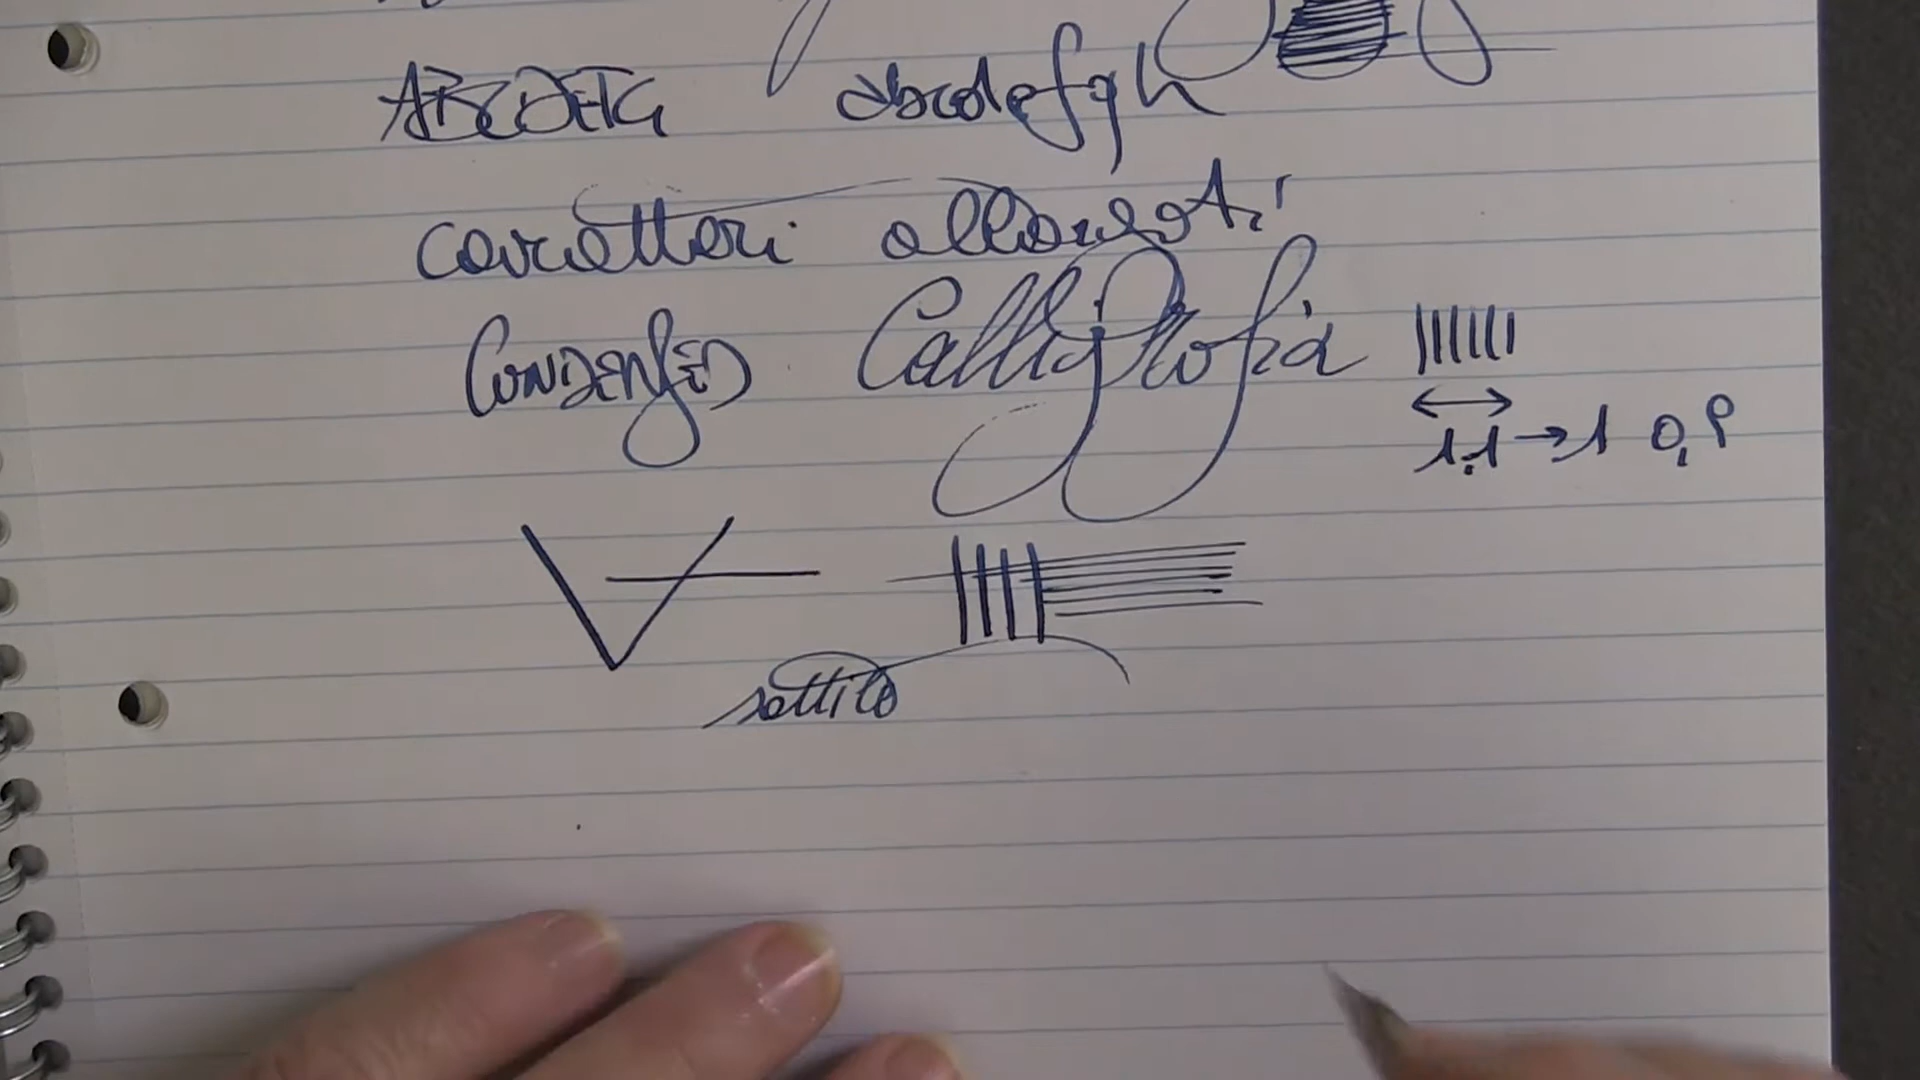 ABCDEFG abcdefgh
caratteri allungati
Condensed Calligrafia
1,1 → 1 0,9
sottile